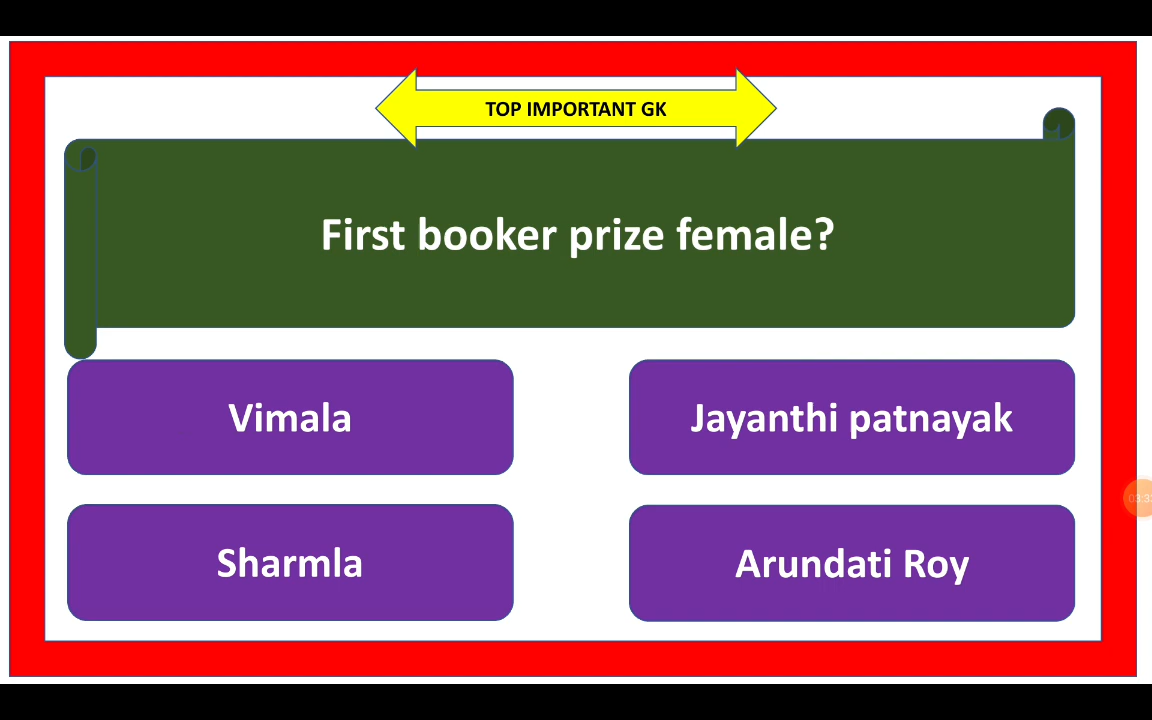 TOP IMPORTANT GK
First booker prize female?
Vimala
Jayanthi patnayak
Sharmla
Arundati Roy